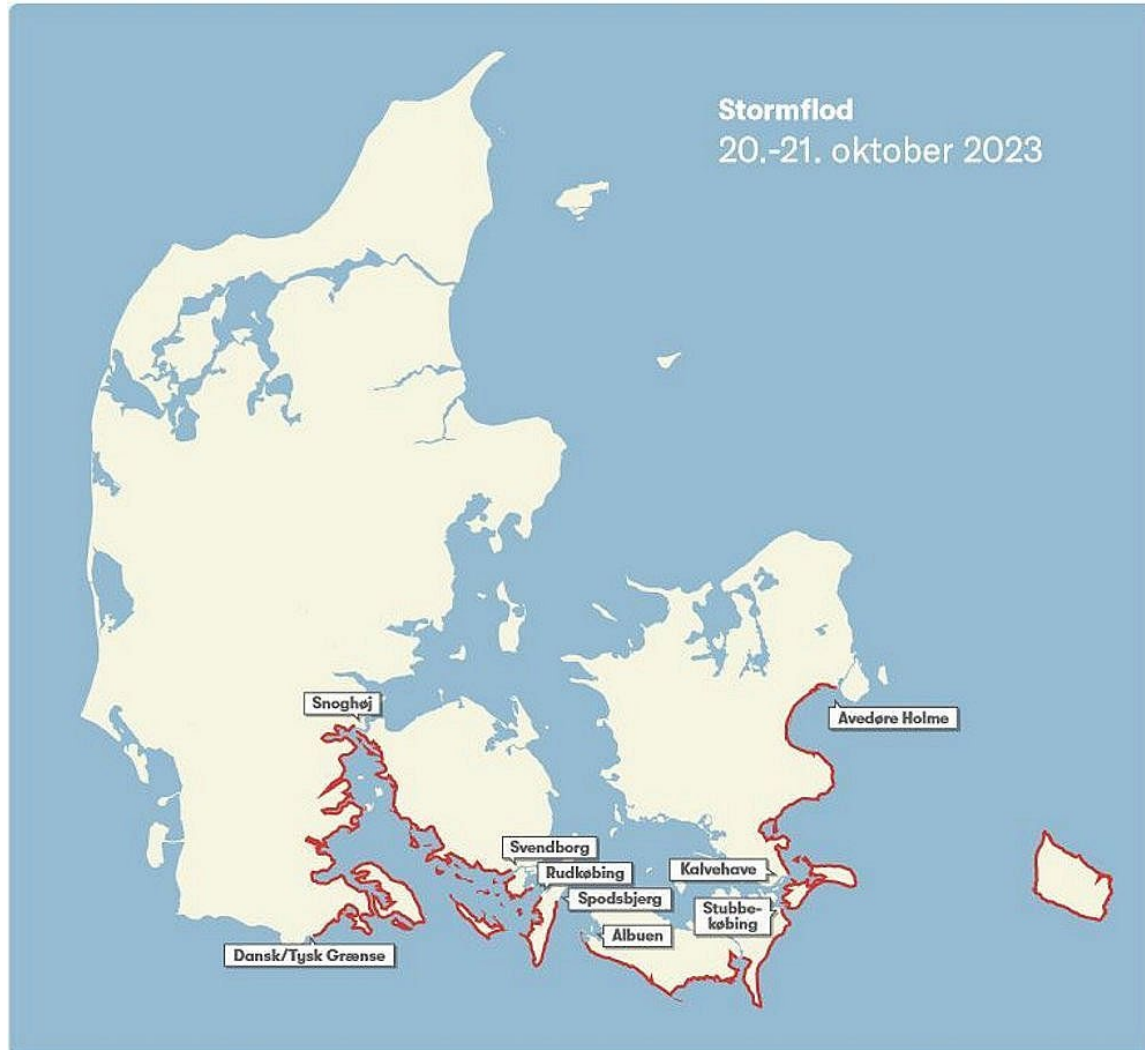 Stormflod
20.-21. oktober 2023
Snoghøj
Avedøre Holme
Svendborg
Rudkøbing
Kalvehave
Spodsbjerg
Stubbe-
købing
Albuen
Dansk/Tysk Grænse